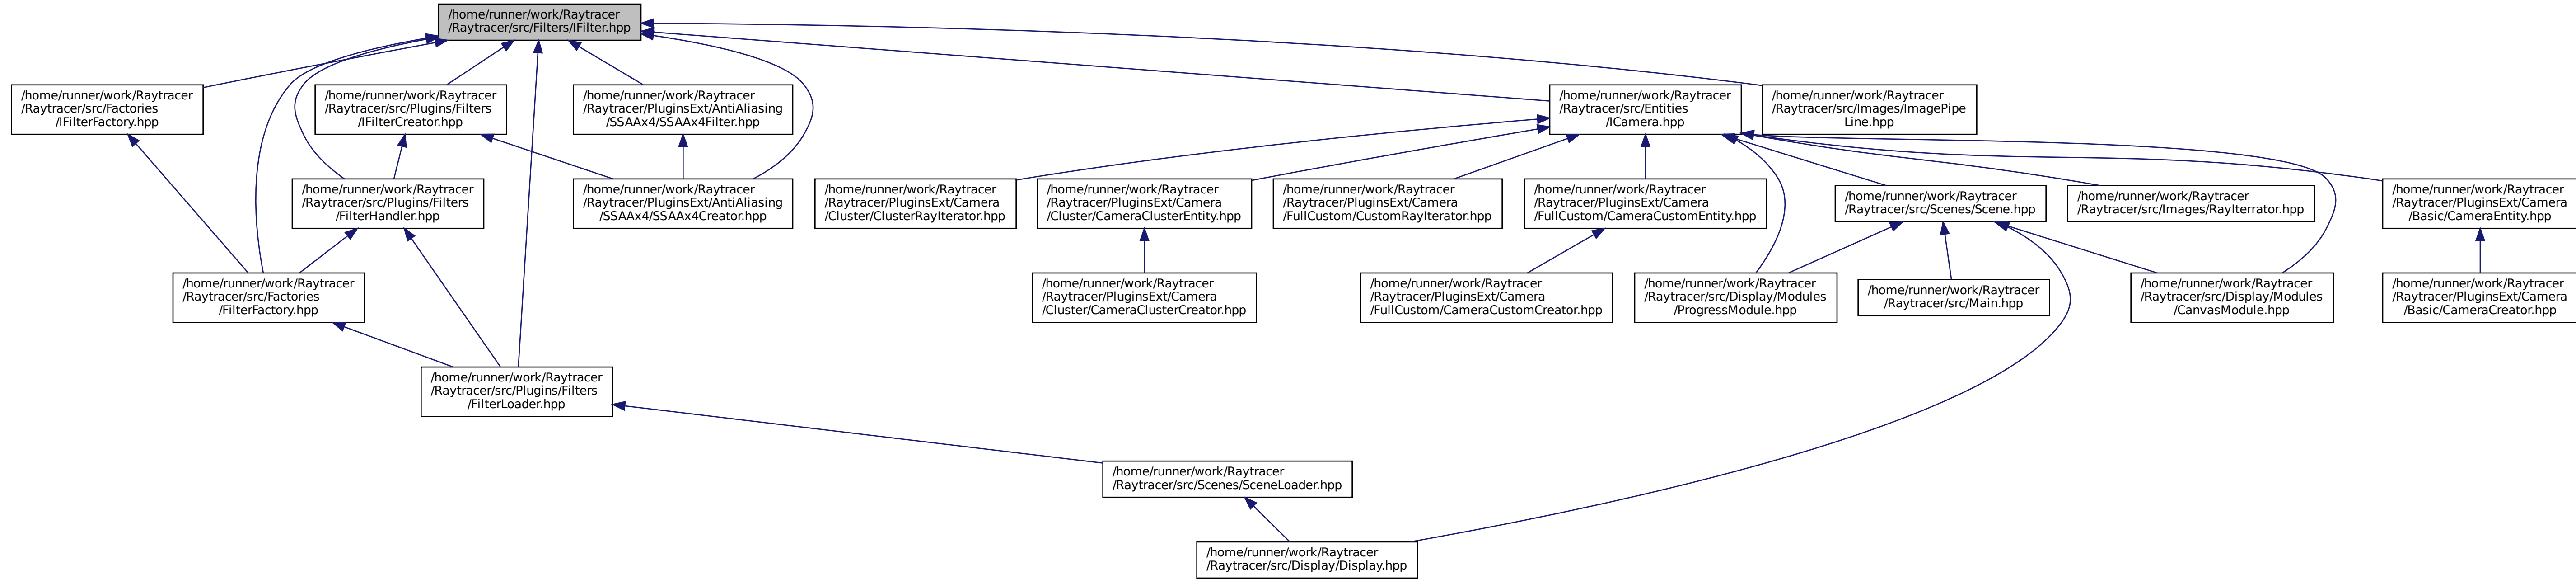 /home/runner/work/Raytracer
/Raytracer/src/Filters/IFilter.hpp
/home/runner/work/Raytracer
/Raytracer/src/Factories
/IFilterFactory.hpp
/home/runner/work/Raytracer
/Raytracer/src/Plugins/Filters
/IFilterCreator.hpp
/home/runner/work/Raytracer
/Raytracer/PluginsExt/AntiAliasing
/SSAAx4/SSAAx4Filter.hpp
/home/runner/work/Raytracer
/Raytracer/src/Entities
/ICamera.hpp
/home/runner/work/Raytracer
/Raytracer/src/Images/ImagePipe
Line.hpp
/home/runner/work/Raytracer
/Raytracer/src/Plugins/Filters
/FilterHandler.hpp
/home/runner/work/Raytracer
/Raytracer/PluginsExt/AntiAliasing
/SSAAx4/SSAAx4Creator.hpp
/home/runner/work/Raytracer
/Raytracer/PluginsExt/Camera
/Cluster/ClusterRayIterator.hpp
/home/runner/work/Raytracer
/Raytracer/PluginsExt/Camera
/Cluster/CameraClusterEntity.hpp
/home/runner/work/Raytracer
/Raytracer/PluginsExt/Camera
/FullCustom/CustomRayIterator.hpp
/home/runner/work/Raytracer
/Raytracer/PluginsExt/Camera
/FullCustom/CameraCustomEntity.hpp
/home/runner/work/Raytracer
/Raytracer/src/Scenes/Scene.hpp
/home/runner/work/Raytracer
/Raytracer/src/Images/RayIterrator.hpp
/home/runner/work/Raytracer
/Raytracer/PluginsExt/Camera
/Basic/CameraEntity.hpp
/home/runner/work/Raytracer
/Raytracer/src/Factories
/FilterFactory.hpp
/home/runner/work/Raytracer
/Raytracer/PluginsExt/Camera
/Cluster/CameraClusterCreator.hpp
/home/runner/work/Raytracer
/Raytracer/PluginsExt/Camera
/FullCustom/CameraCustomCreator.hpp
/home/runner/work/Raytracer
/Raytracer/src/Display/Modules
/ProgressModule.hpp
/home/runner/work/Raytracer
/Raytracer/src/Main.hpp
/home/runner/work/Raytracer
/Raytracer/src/Display/Modules
/CanvasModule.hpp
/home/runner/work/Raytracer
/Raytracer/PluginsExt/Camera
/Basic/CameraCreator.hpp
/home/runner/work/Raytracer
/Raytracer/src/Plugins/Filters
/FilterLoader.hpp
/home/runner/work/Raytracer
/Raytracer/src/Scenes/SceneLoader.hpp
/home/runner/work/Raytracer
/Raytracer/src/Display/Display.hpp